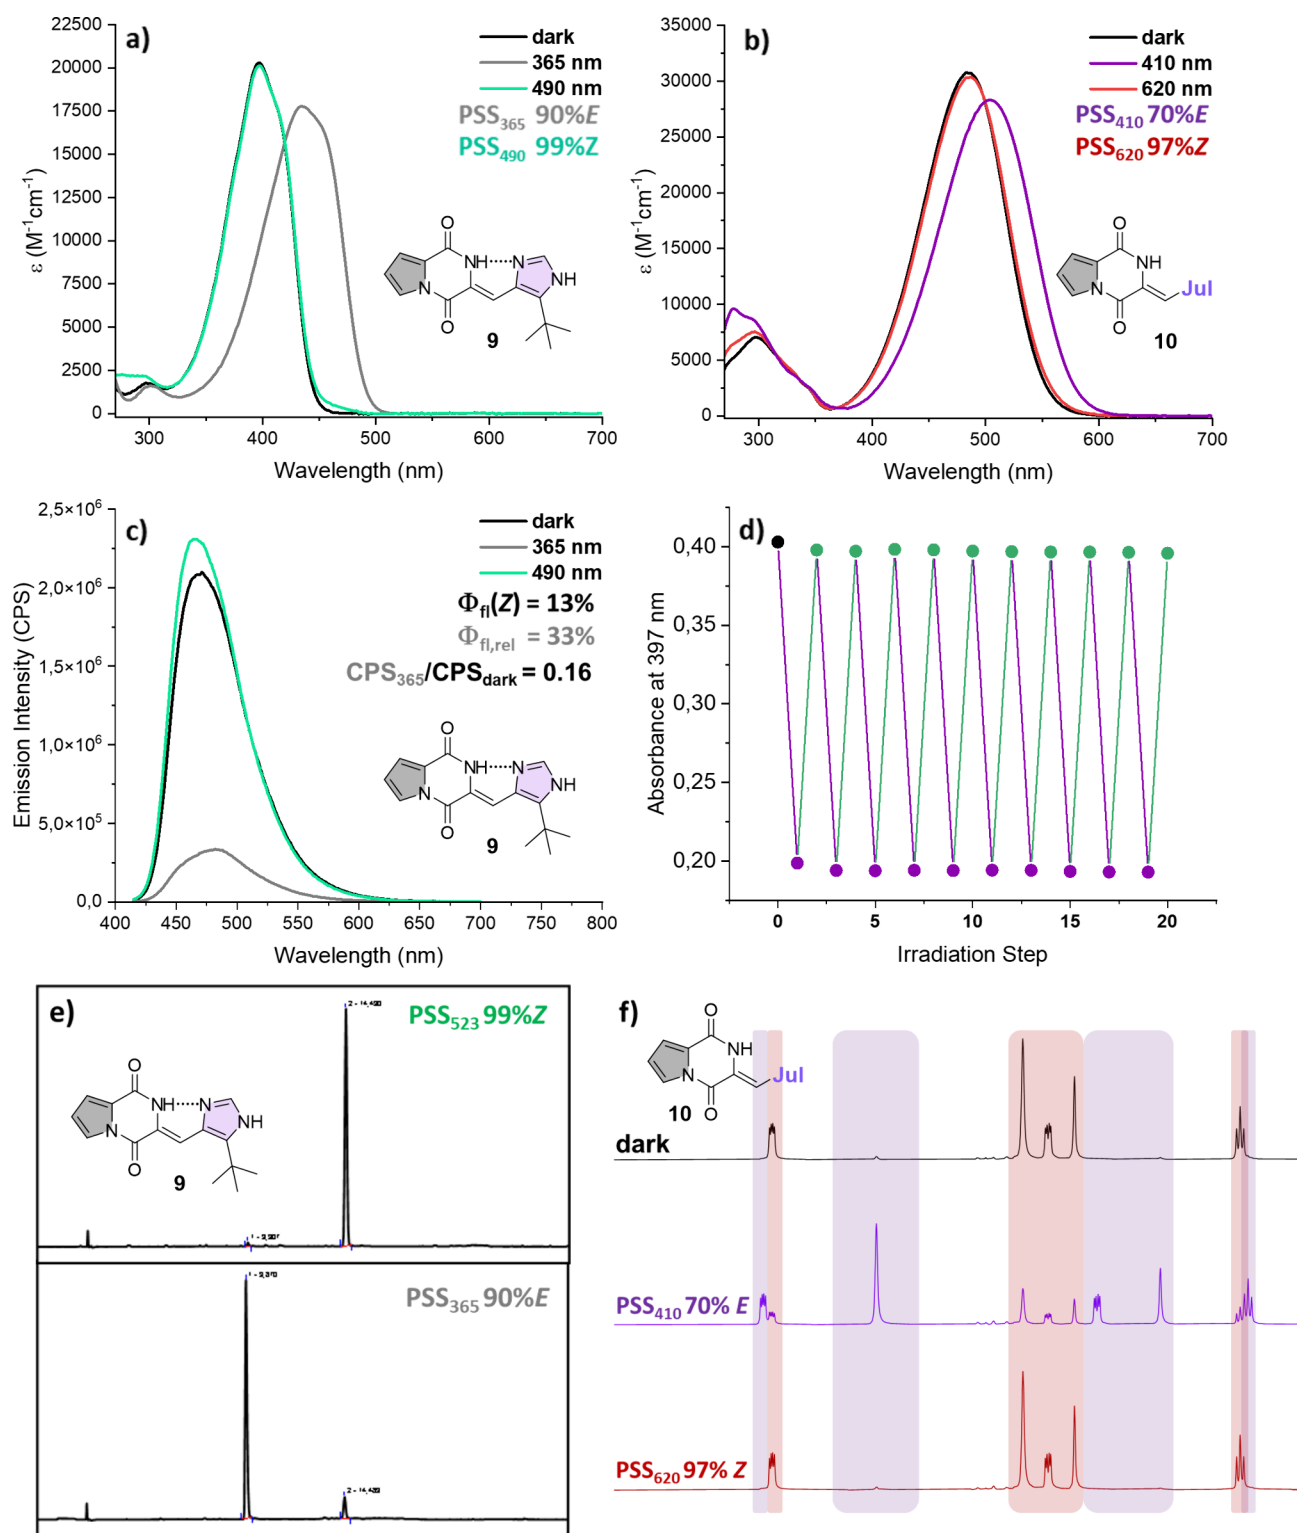 a)
22500
20000
17500
15000
12500
10000
7500
5000
2500
0
ε (M⁻¹cm⁻¹)
300 400 500 600 700
Wavelength (nm)
dark
365 nm
490 nm
PSS₃₆₅ 90%E
PSS₄₉₀ 99%Z
O
NH
N
NH
N
O
9
b)
35000
30000
25000
20000
15000
10000
5000
0
ε (M⁻¹cm⁻¹)
300 400 500 600 700
Wavelength (nm)
dark
410 nm
620 nm
PSS₄₁₀ 70%E
PSS₆₂₀ 97%Z
O
NH
N
Jul
O
10
c)
2,5×10⁶
2,0×10⁶
1,5×10⁶
1,0×10⁶
5,0×10⁵
0,0
Emission Intensity (CPS)
400 450 500 550 600 650 700 750 800
Wavelength (nm)
dark
365 nm
490 nm
Φfl(Z) = 13%
Φfl,rel = 33%
CPS₃₆₅/CPSdark = 0.16
O
NH
N
NH
N
O
9
d)
0,40
0,35
0,30
0,25
0,20
Absorbance at 397 nm
0 5 10 15 20
Irradiation Step
e)
PSS₅₂₃ 99%Z
O
NH
N
NH
N
O
9
PSS₃₆₅ 90%E
f)
O
NH
N
Jul
O
10
dark
PSS₄₁₀ 70% E
PSS₆₂₀ 97% Z